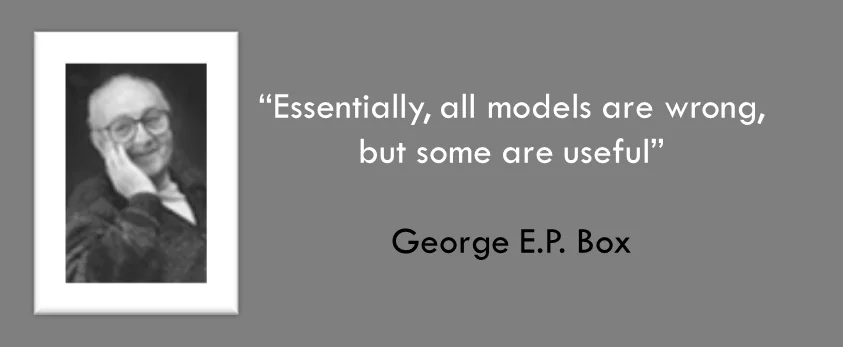 “Essentially, all models are wrong,
but some are useful”
George E.P. Box